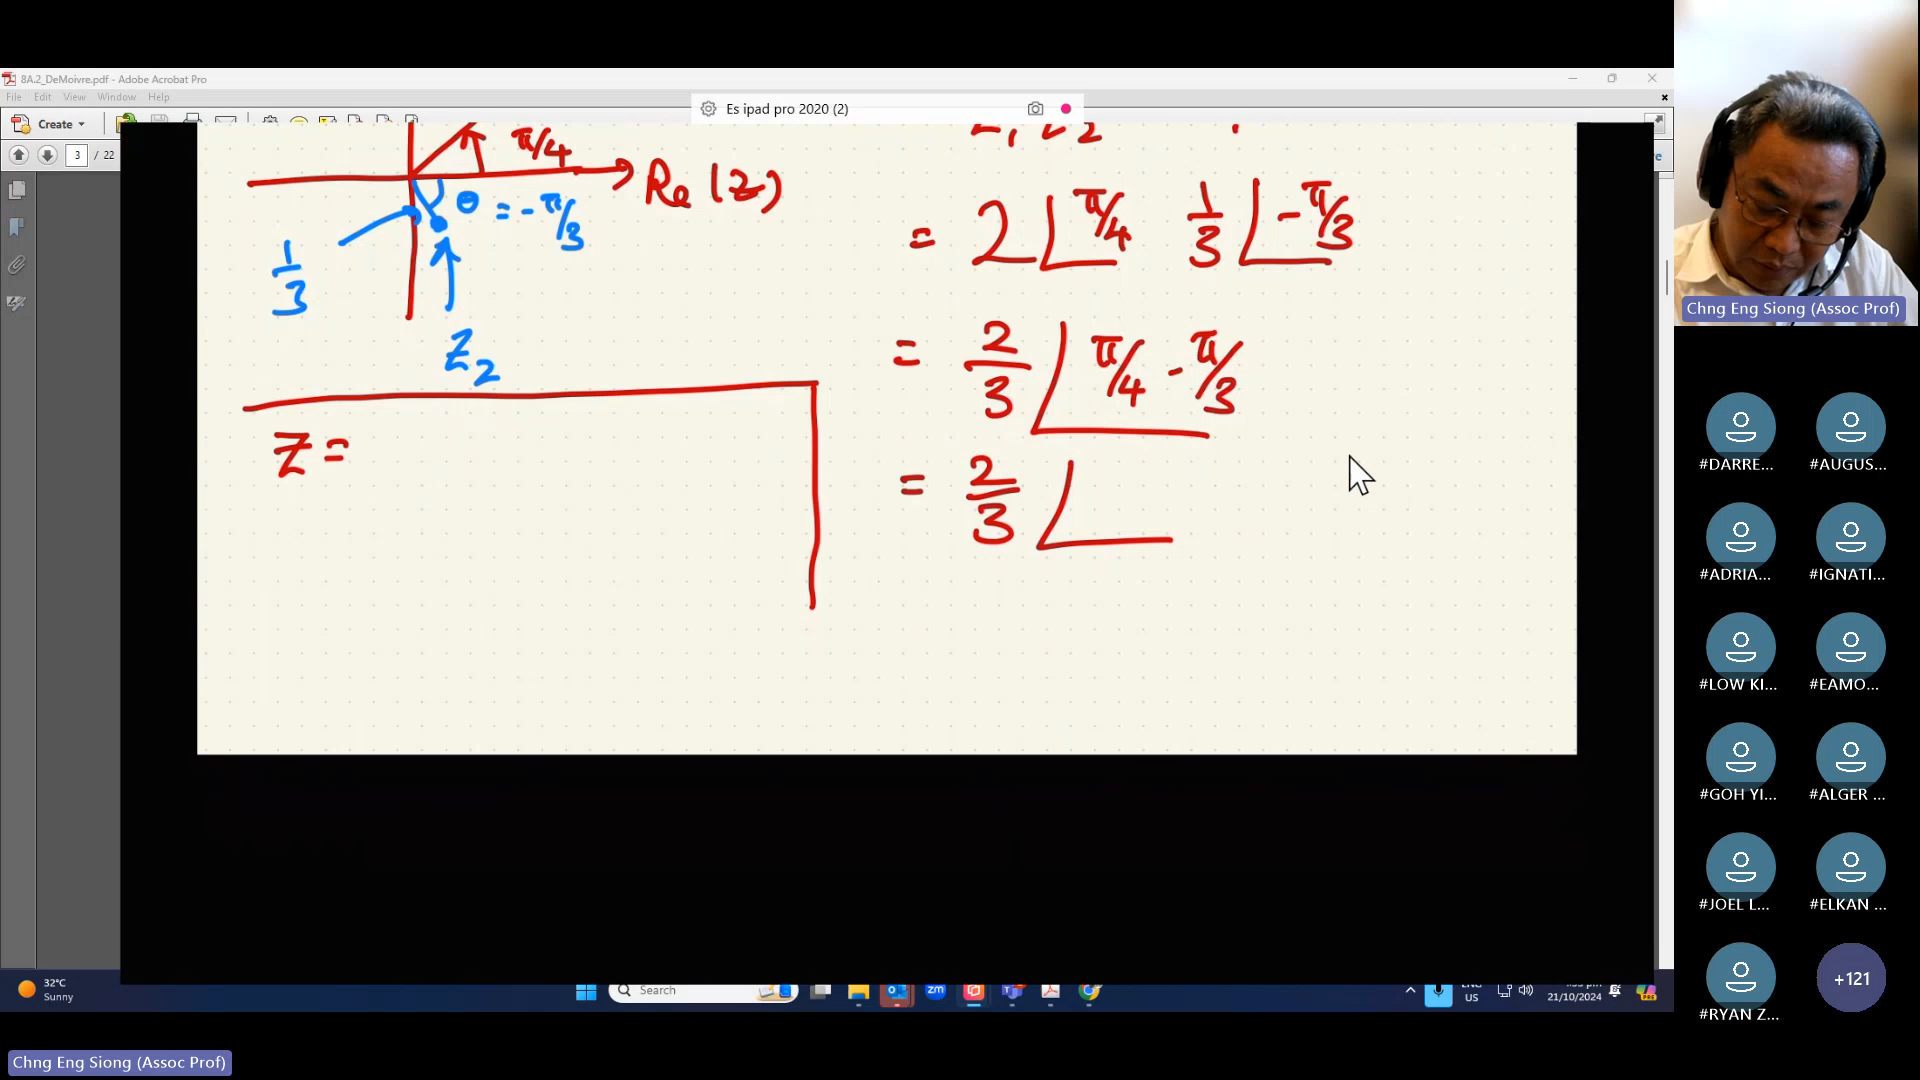 8A.2_DeMoivre.pdf - Adobe Acrobat Pro
File Edit View Window Help
Create
3 / 22
Es ipad pro 2020 (2)
π/4
Re(z)
θ = -π/3
1/3
z₂
z =
= 2∠π/4 1/3∠-π/3
= 2/3∠π/4 - π/3
= 2/3∠
Chng Eng Siong (Assoc Prof)
#DARRE... #AUGUS...
#ADRIA... #IGNATI...
#LOW KI... #EAMO...
#GOH YI... #ALGER ...
#JOEL L... #ELKAN ...
#RYAN Z... +121
32°C
Sunny
Search
zm
US
21/10/2024
PRE
Chng Eng Siong (Assoc Prof)